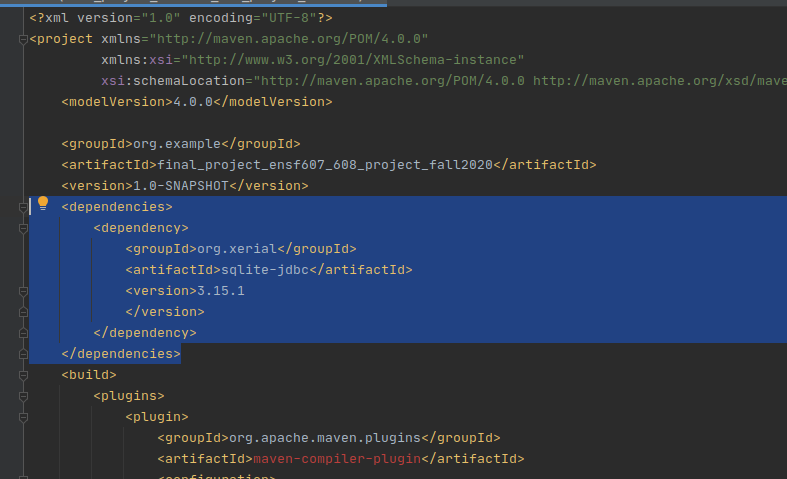 <?xml version="1.0" encoding="UTF-8"?>
<project xmlns="http://maven.apache.org/POM/4.0.0"
xmlns:xsi="http://www.w3.org/2001/XMLSchema-instance"
xsi:schemaLocation="http://maven.apache.org/POM/4.0.0 http://maven.apache.org/xsd/mave
<modelVersion>4.0.0</modelVersion>
<groupId>org.example</groupId>
<artifactId>final_project_ensf607_608_project_fall2020</artifactId>
<version>1.0-SNAPSHOT</version>
<dependencies>
<dependency>
<groupId>org.xerial</groupId>
<artifactId>sqlite-jdbc</artifactId>
<version>3.15.1
</version>
</dependency>
</dependencies>
<build>
<plugins>
<plugin>
<groupId>org.apache.maven.plugins</groupId>
<artifactId>maven-compiler-plugin</artifactId>
<configuration>